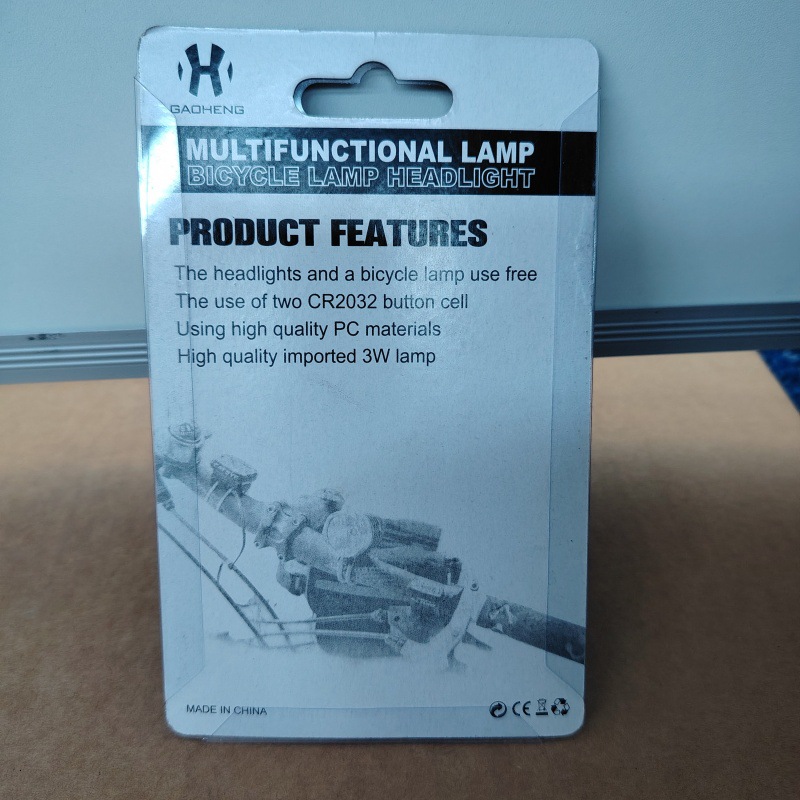 GAOHENG
MULTIFUNCTIONAL LAMP
BICYCLE LAMP HEADLIGHT
PRODUCT FEATURES
The headlights and a bicycle lamp use free
The use of two CR2032 button cell
Using high quality PC materials
High quality imported 3W lamp
MADE IN CHINA
CE